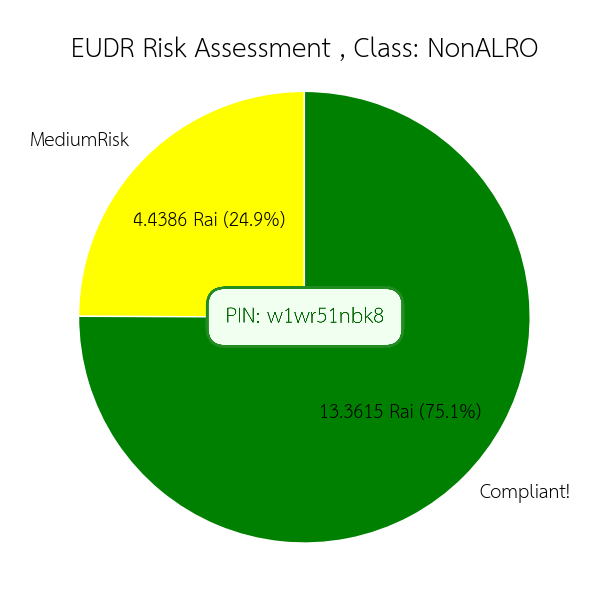 EUDR Risk Assessment , Class: NonALRO
MediumRisk
4.4386 Rai (24.9%)
PIN: w1wr51nbk8
13.3615 Rai (75.1%)
Compliant!